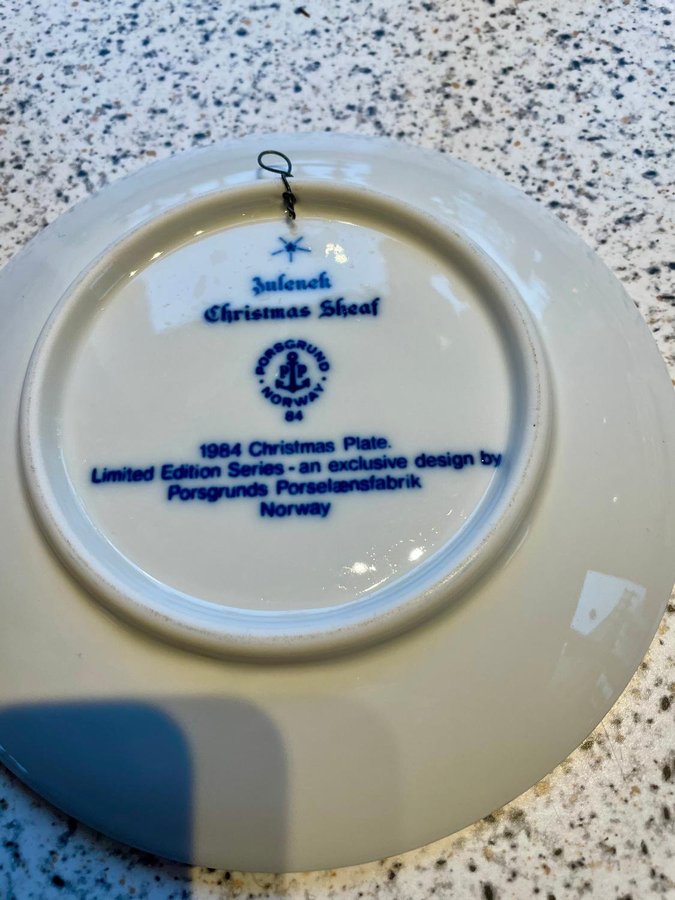 Julenek
Christmas Sheaf
PORSGRUND
PP
NORWAY
84
1984 Christmas Plate.
Limited Edition Series - an exclusive design by
Porsgrunds Porselænsfabrik
Norway